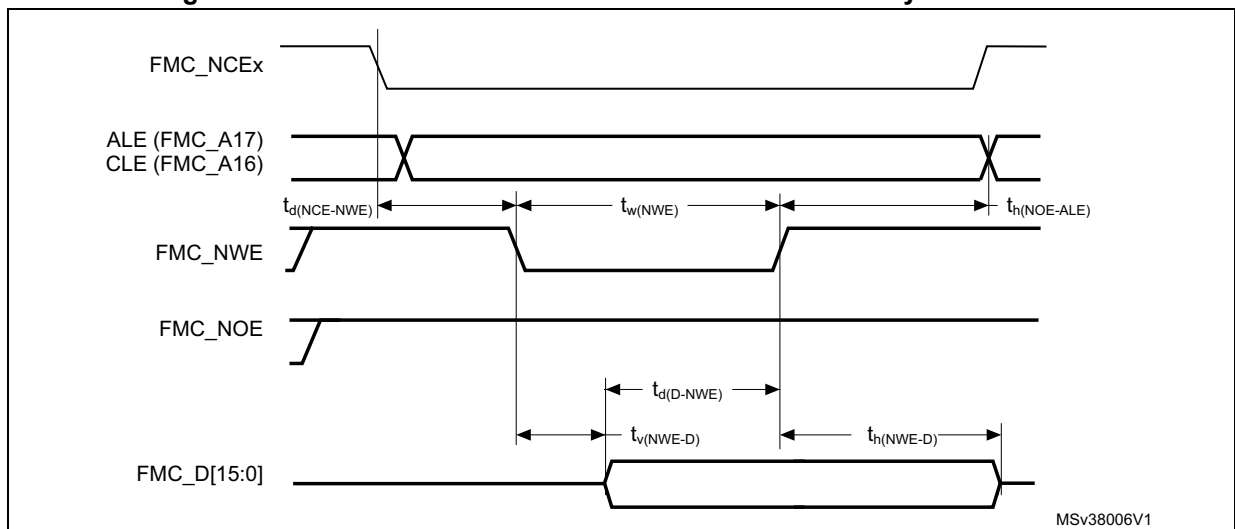 FMC_NCEx
ALE (FMC_A17)
CLE (FMC_A16)
td(NCE-NWE)
tw(NWE)
th(NOE-ALE)
FMC_NWE
FMC_NOE
td(D-NWE)
tv(NWE-D)
th(NWE-D)
FMC_D[15:0]
MSv38006V1